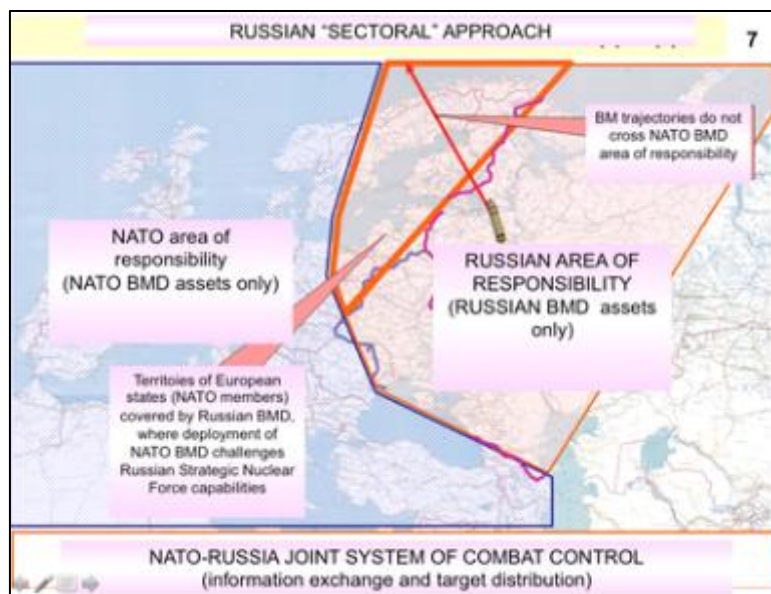 RUSSIAN "SECTORAL" APPROACH
7
BM trajectories do not
cross NATO BMD
area of responsibility
NATO area of
responsibility
(NATO BMD assets only)
RUSSIAN AREA OF
RESPONSIBILITY
(RUSSIAN BMD assets
only)
Territoies of European
states (NATO members)
covered by Russian BMD,
where deployment of
NATO BMD challenges
Russian Strategic Nuclear
Force capabilities
NATO-RUSSIA JOINT SYSTEM OF COMBAT CONTROL
(information exchange and target distribution)